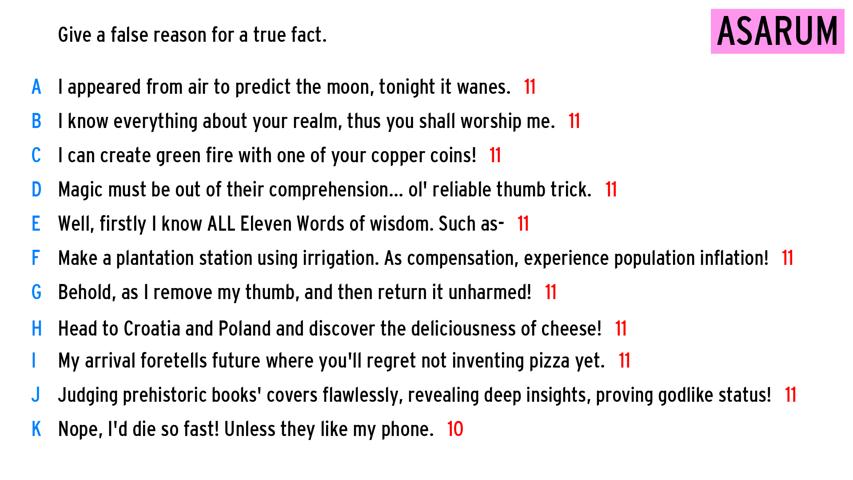 Give a false reason for a true fact.
ASARUM
A I appeared from air to predict the moon, tonight it wanes. 11
B I know everything about your realm, thus you shall worship me. 11
C I can create green fire with one of your copper coins! 11
D Magic must be out of their comprehension... ol' reliable thumb trick. 11
E Well, firstly I know ALL Eleven Words of wisdom. Such as- 11
F Make a plantation station using irrigation. As compensation, experience population inflation! 11
G Behold, as I remove my thumb, and then return it unharmed! 11
H Head to Croatia and Poland and discover the deliciousness of cheese! 11
I My arrival foretells future where you'll regret not inventing pizza yet. 11
J Judging prehistoric books' covers flawlessly, revealing deep insights, proving godlike status! 11
K Nope, I'd die so fast! Unless they like my phone. 10